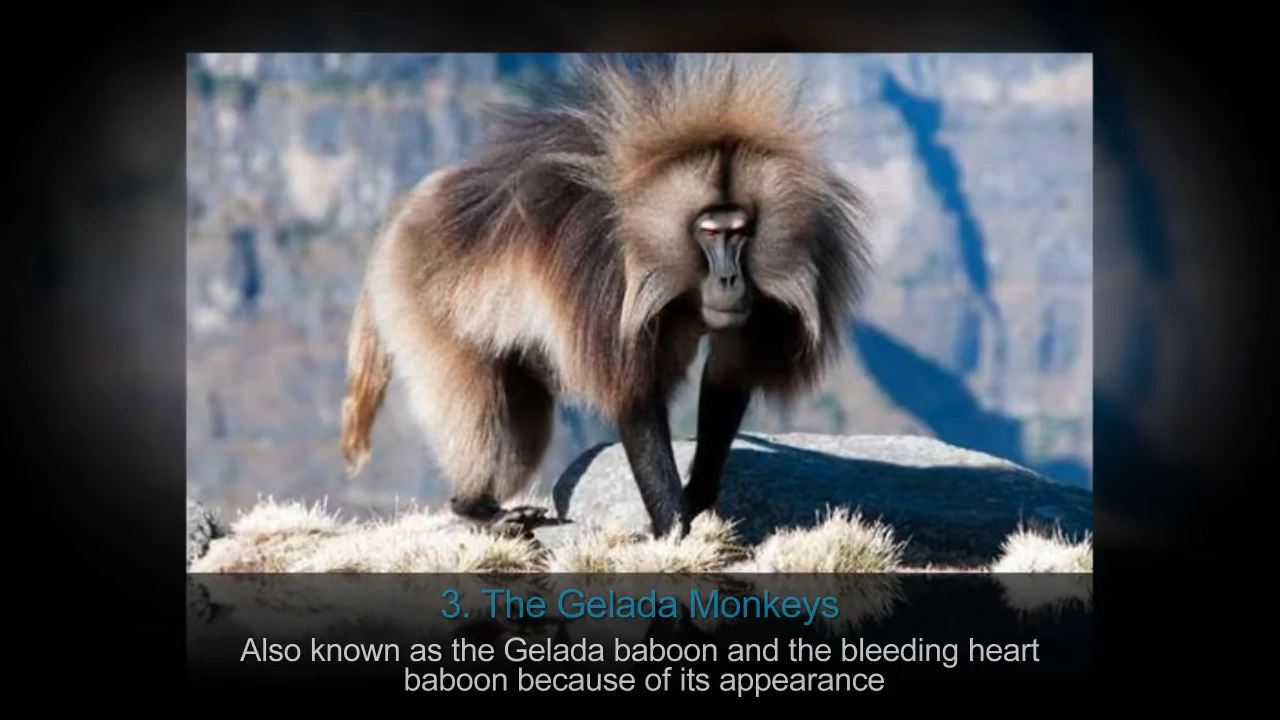 3. The Gelada Monkeys
Also known as the Gelada baboon and the bleeding heart
baboon because of its appearance